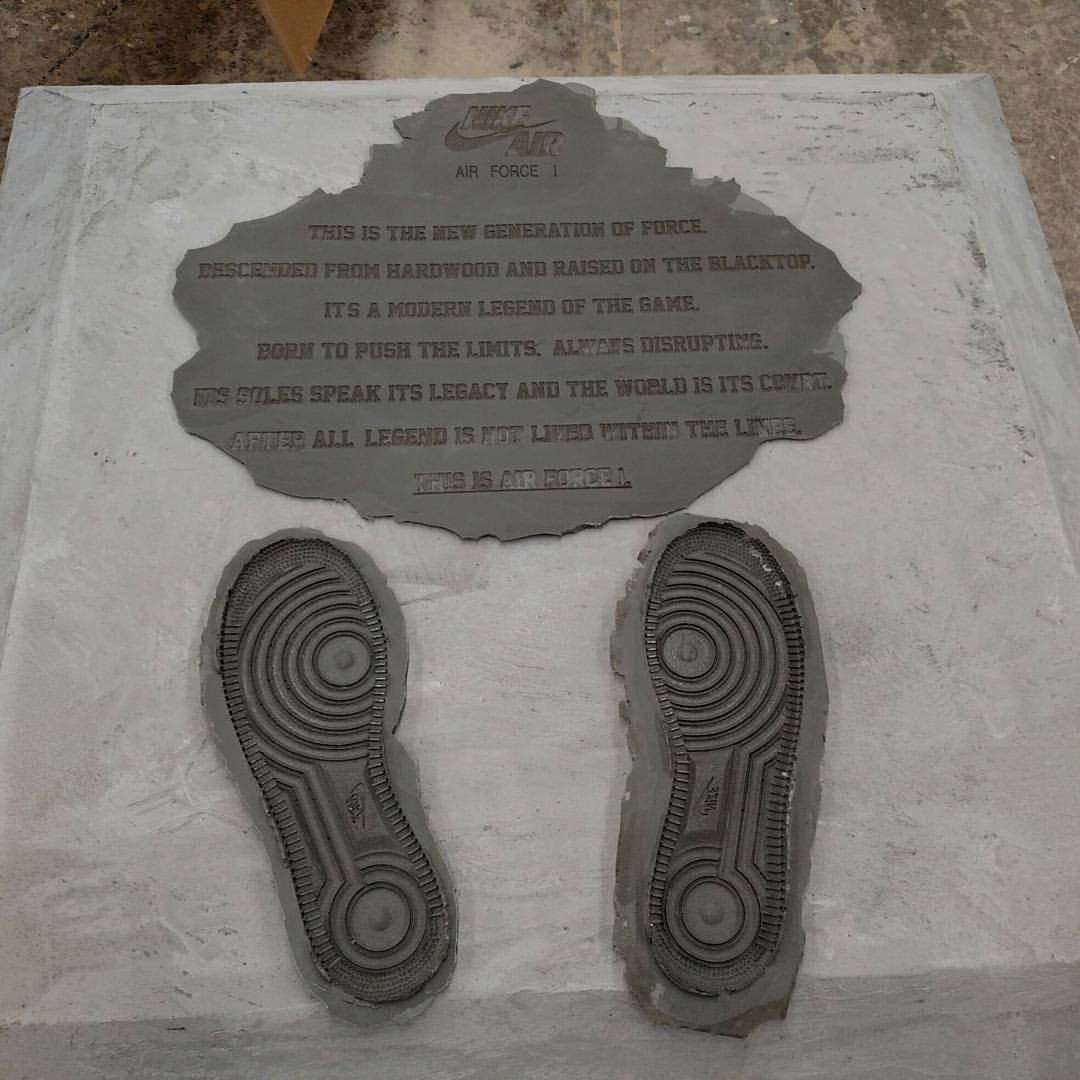 NIKE
AIR
AIR FORCE 1
THIS IS THE NEW GENERATION OF FORCE.
DESCENDED FROM HARDWOOD AND RAISED ON THE BLACKTOP.
ITS A MODERN LEGEND OF THE GAME.
BORN TO PUSH THE LIMITS. ALWAYS DISRUPTING.
ITS SOLES SPEAK ITS LEGACY AND THE WORLD IS ITS COURT.
AFTER ALL LEGEND IS NOT LIVED WITHIN THE LINES.
THIS IS AIR FORCE 1.
NIKE
NIKE